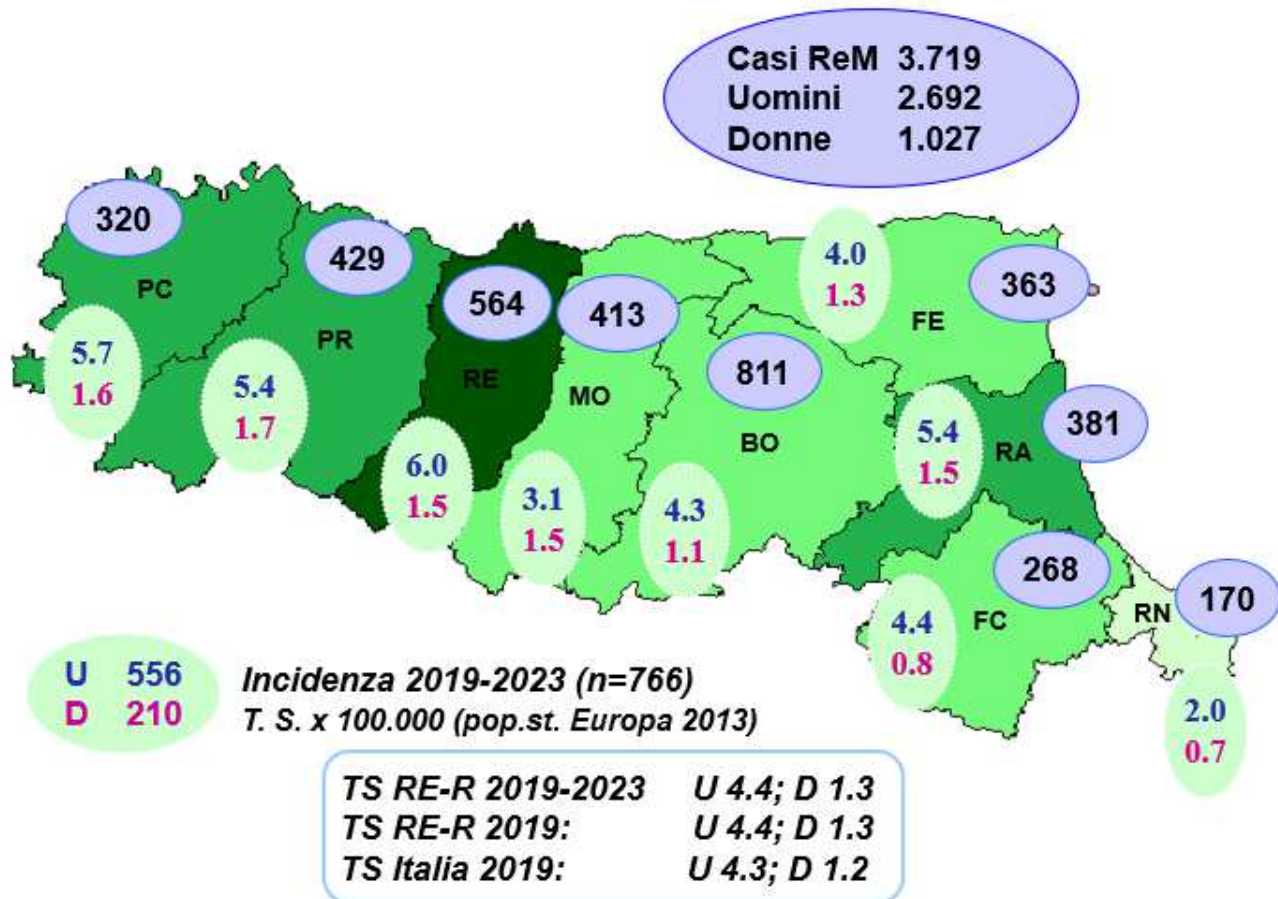 Casi ReM 3.719
Uomini 2.692
Donne 1.027
320
PC
5.7
1.6
429
PR
5.4
1.7
564
RE
6.0
1.5
413
MO
3.1
1.5
811
BO
4.3
1.1
4.0
1.3
363
FE
381
RA
5.4
1.5
268
FC
4.4
0.8
170
RN
2.0
0.7
U 556
D 210
Incidenza 2019-2023 (n=766)
T. S. x 100.000 (pop.st. Europa 2013)
TS RE-R 2019-2023 U 4.4; D 1.3
TS RE-R 2019: U 4.4; D 1.3
TS Italia 2019: U 4.3; D 1.2